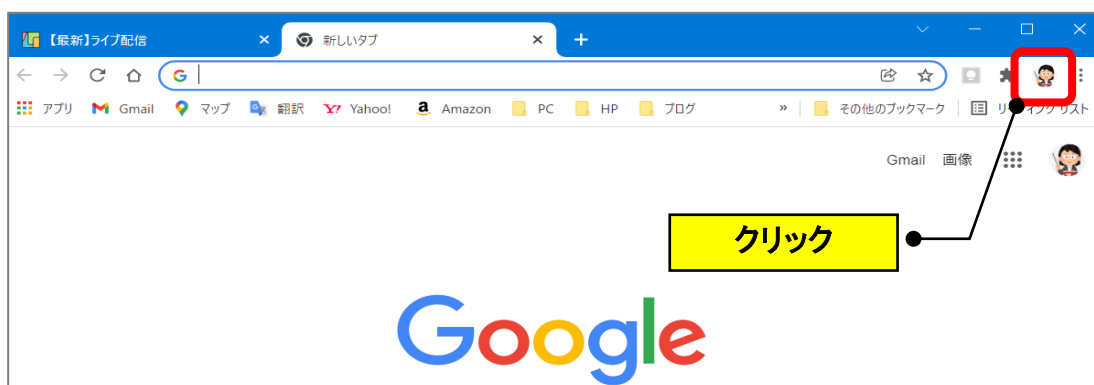 【最新】ライブ配信
新しいタブ
G
アプリ Gmail マップ 翻訳 Yahoo! a Amazon PC HP ブログ » その他のブックマーク リーディング リスト
Gmail 画像
クリック
Google